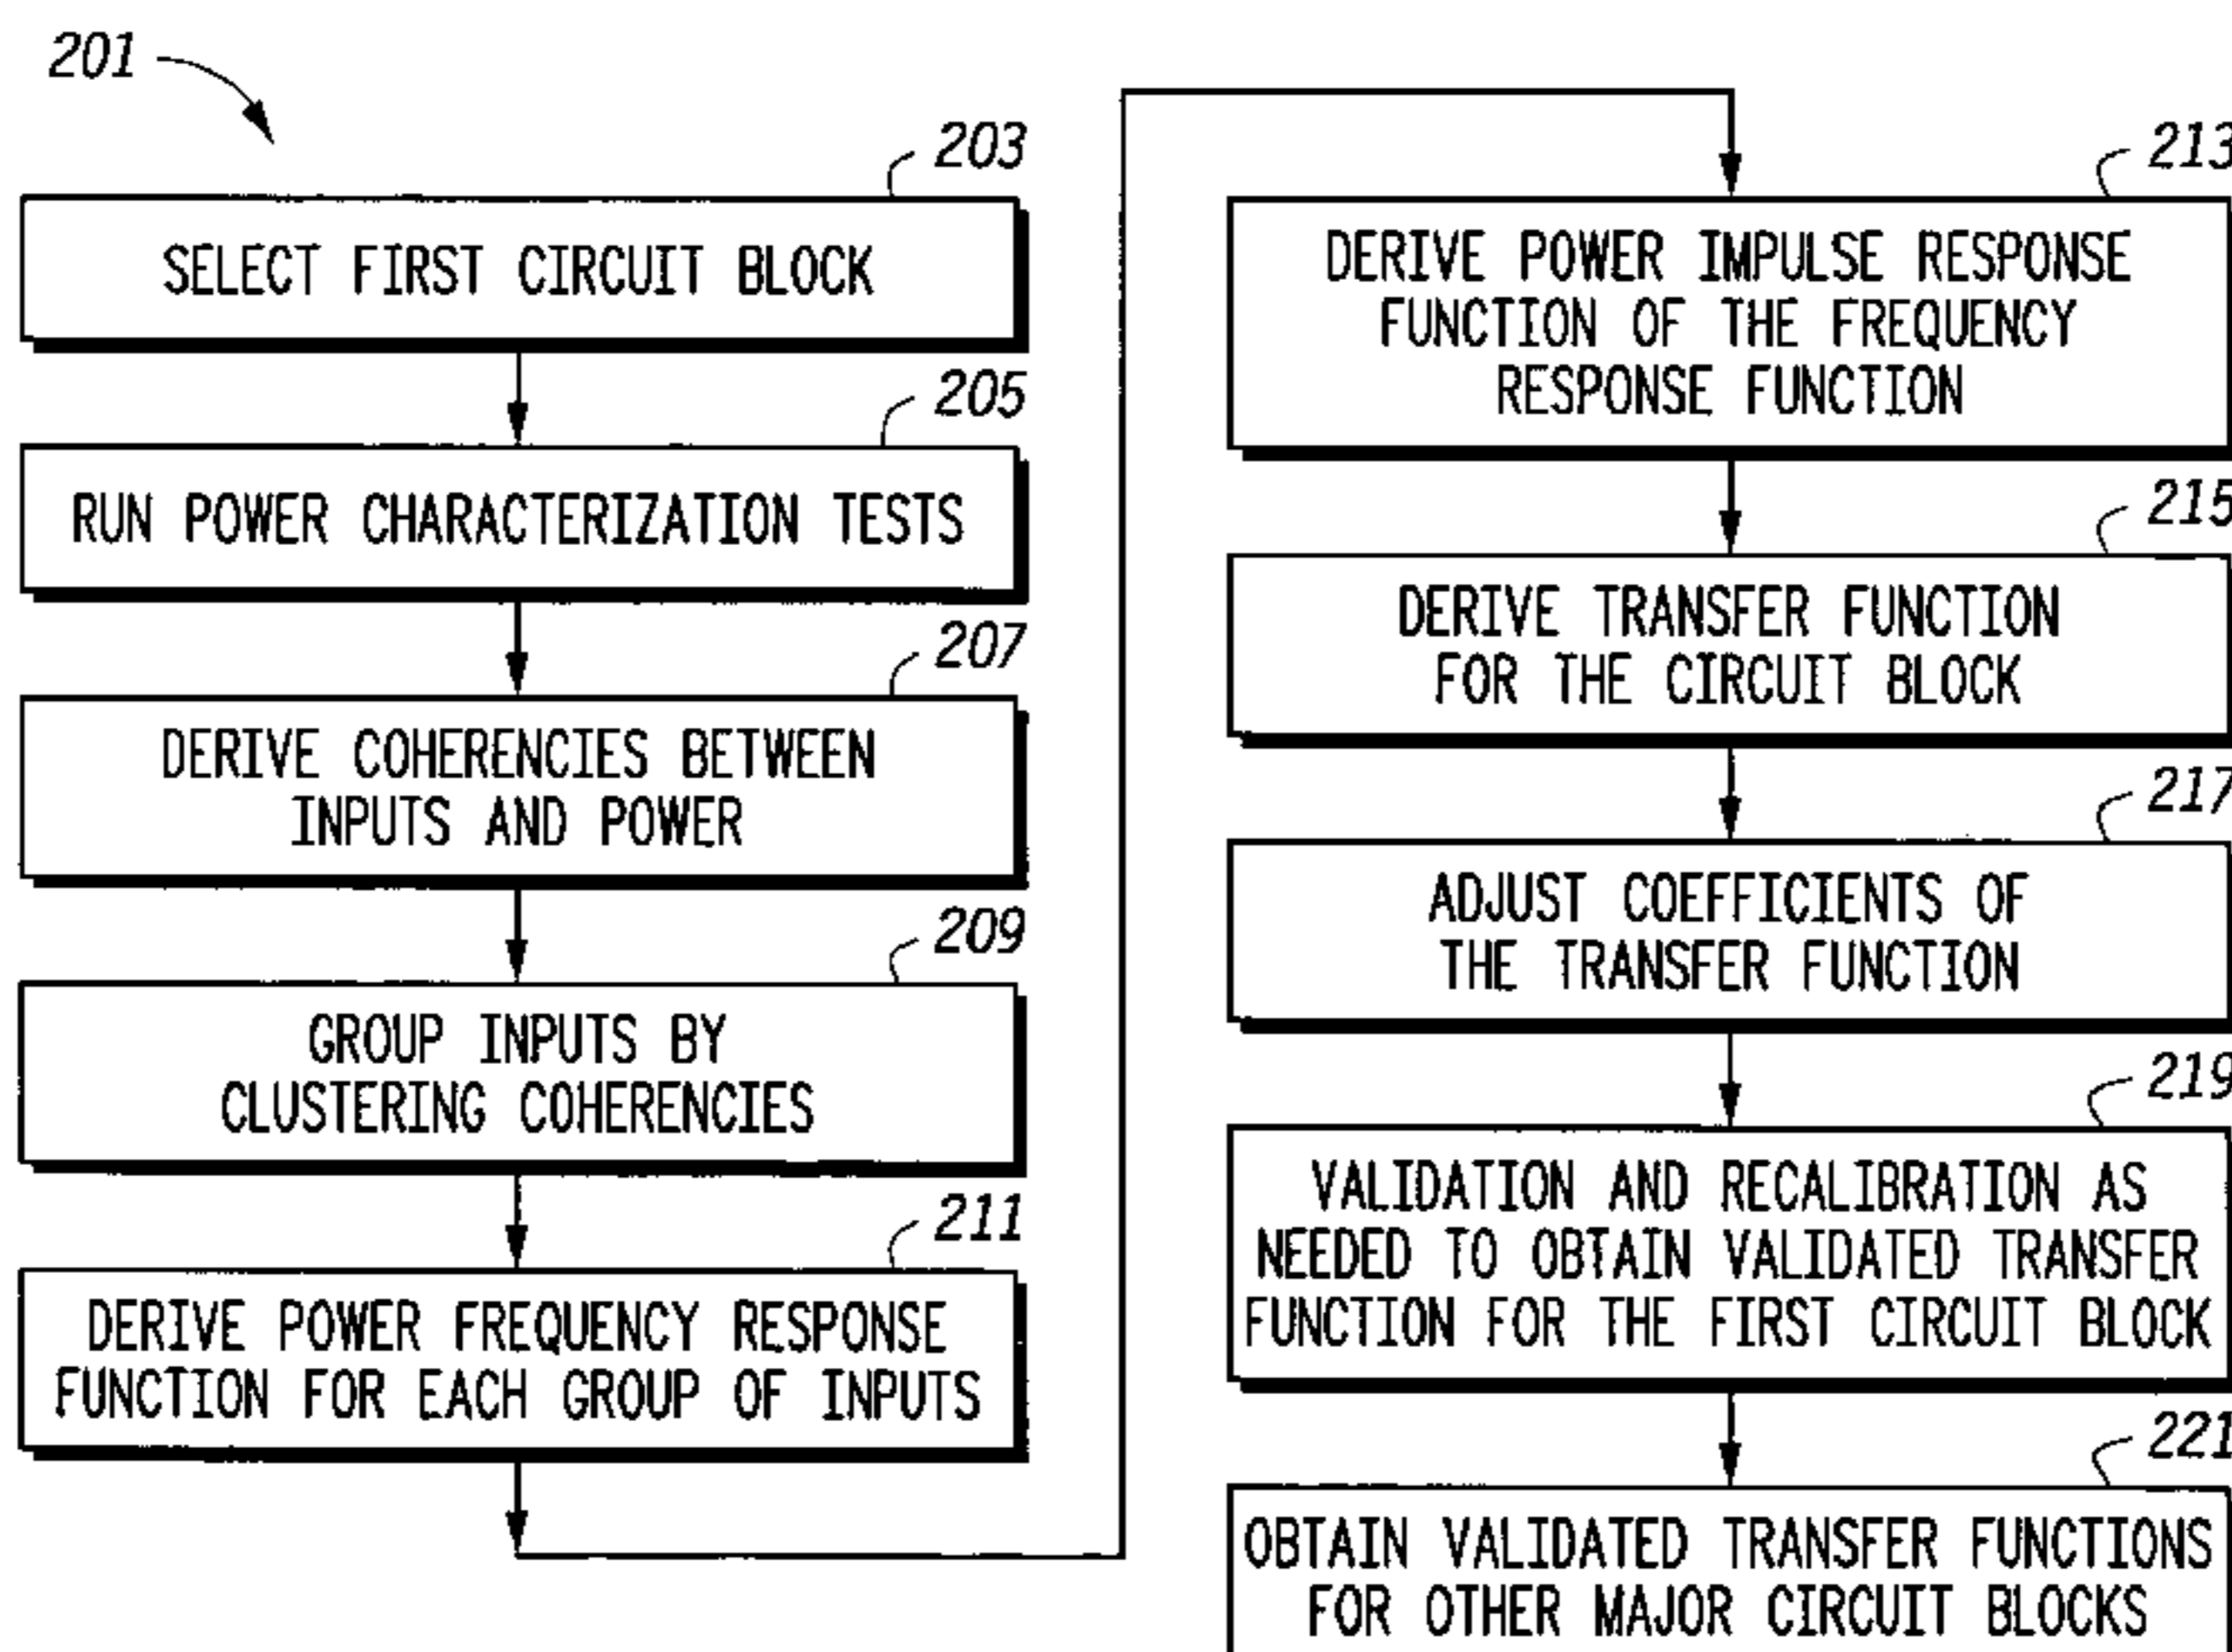 201
203
SELECT FIRST CIRCUIT BLOCK
205
RUN POWER CHARACTERIZATION TESTS
207
DERIVE COHERENCIES BETWEEN
INPUTS AND POWER
209
GROUP INPUTS BY
CLUSTERING COHERENCIES
211
DERIVE POWER FREQUENCY RESPONSE
FUNCTION FOR EACH GROUP OF INPUTS
213
DERIVE POWER IMPULSE RESPONSE
FUNCTION OF THE FREQUENCY
RESPONSE FUNCTION
215
DERIVE TRANSFER FUNCTION
FOR THE CIRCUIT BLOCK
217
ADJUST COEFFICIENTS OF
THE TRANSFER FUNCTION
219
VALIDATION AND RECALIBRATION AS
NEEDED TO OBTAIN VALIDATED TRANSFER
FUNCTION FOR THE FIRST CIRCUIT BLOCK
221
OBTAIN VALIDATED TRANSFER FUNCTIONS
FOR OTHER MAJOR CIRCUIT BLOCKS